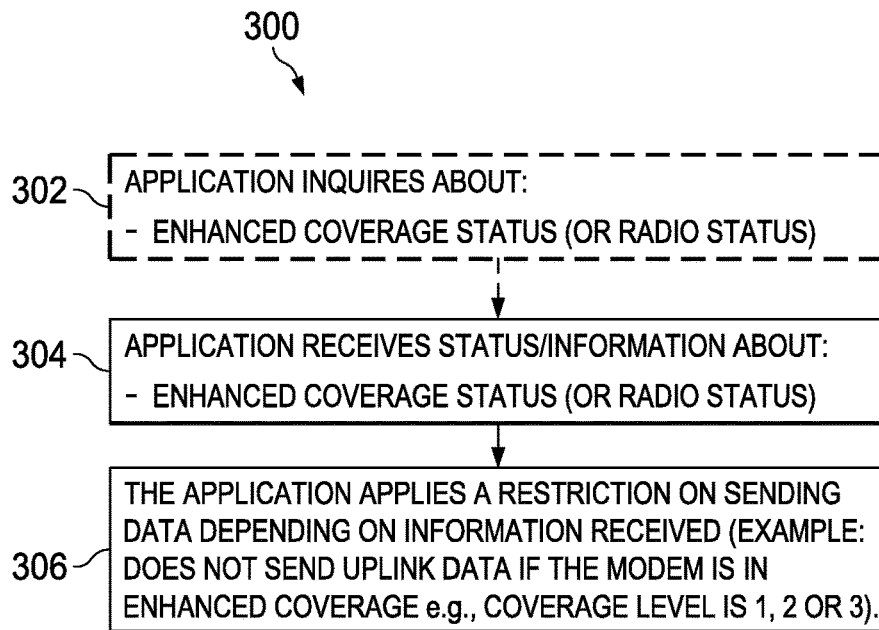 300
302
APPLICATION INQUIRES ABOUT:
- ENHANCED COVERAGE STATUS (OR RADIO STATUS)
304
APPLICATION RECEIVES STATUS/INFORMATION ABOUT:
- ENHANCED COVERAGE STATUS (OR RADIO STATUS)
306
THE APPLICATION APPLIES A RESTRICTION ON SENDING
DATA DEPENDING ON INFORMATION RECEIVED (EXAMPLE:
DOES NOT SEND UPLINK DATA IF THE MODEM IS IN
ENHANCED COVERAGE e.g., COVERAGE LEVEL IS 1, 2 OR 3).